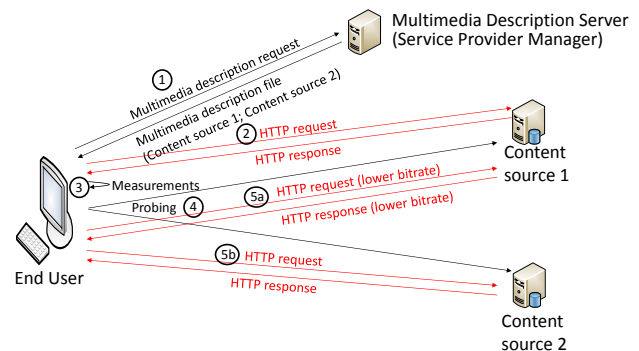 Multimedia Description Server
(Service Provider Manager)
1
Multimedia description request
Multimedia description file
(Content source 1; Content source 2)
2 HTTP request
HTTP response
Content
source 1
3 Measurements
5a HTTP request (lower bitrate)
Probing 4
HTTP response (lower bitrate)
5b HTTP request
HTTP response
End User
Content
source 2